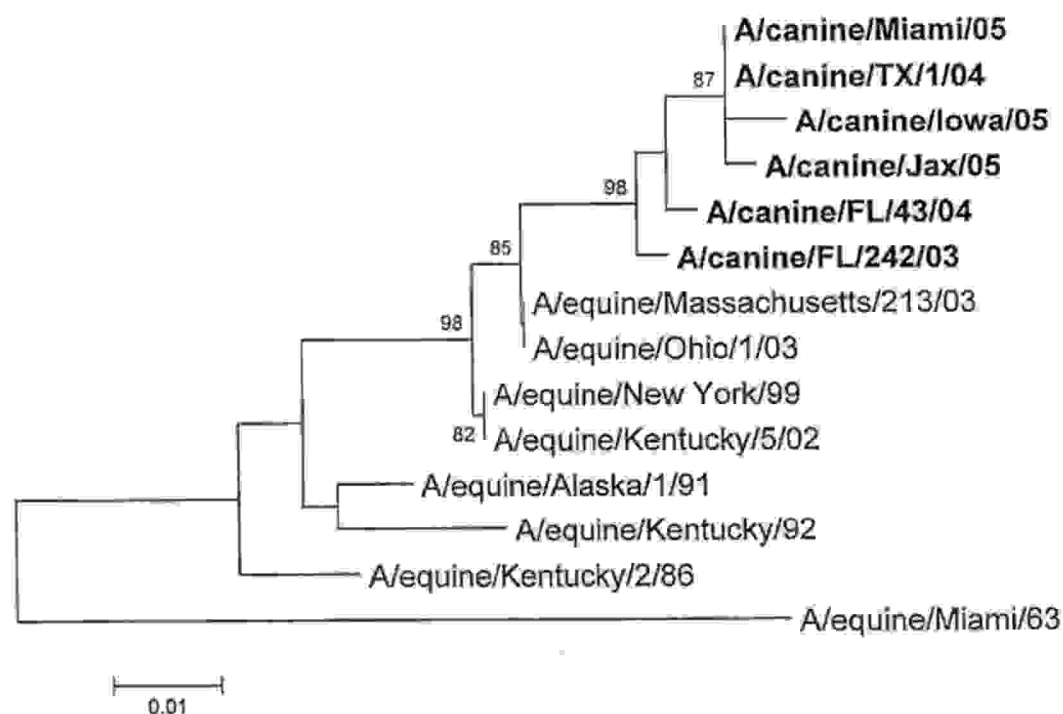 A/canine/Miami/05
87
A/canine/TX/1/04
A/canine/Iowa/05
A/canine/Jax/05
98
A/canine/FL/43/04
85
A/canine/FL/242/03
A/equine/Massachusetts/213/03
98
A/equine/Ohio/1/03
A/equine/New York/99
82
A/equine/Kentucky/5/02
A/equine/Alaska/1/91
A/equine/Kentucky/92
A/equine/Kentucky/2/86
A/equine/Miami/63
0.01